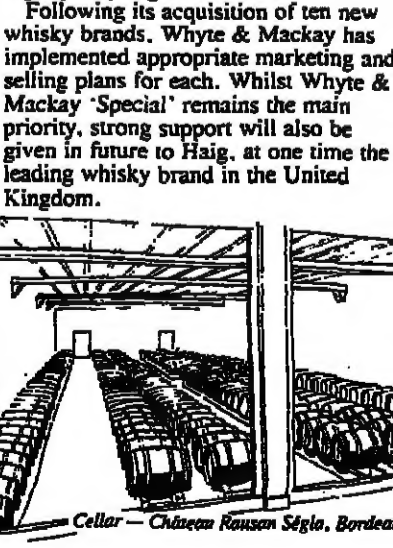 Following its acquisition of ten new
whisky brands, Whyte & Mackay has
implemented appropriate marketing and
selling plans for each. Whilst Whyte &
Mackay 'Special' remains the main
priority, strong support will also be
given in future to Haig, at one time the
leading whisky brand in the United
Kingdom.
Cellar — Château Rausan Ségla, Bordea